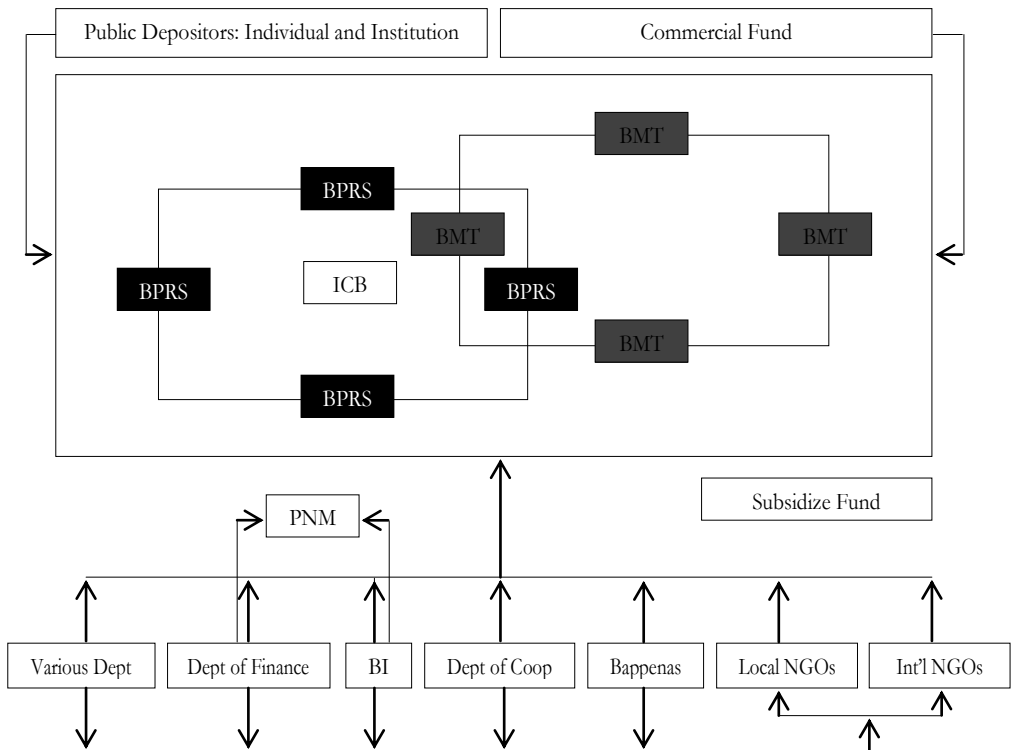 Public Depositors: Individual and Institution
Commercial Fund
BMT
BPRS
BMT
BMT
ICB
BPRS
BPRS
BMT
BPRS
Subsidize Fund
PNM
Various Dept
Dept of Finance
BI
Dept of Coop
Bappenas
Local NGOs
Int'l NGOs